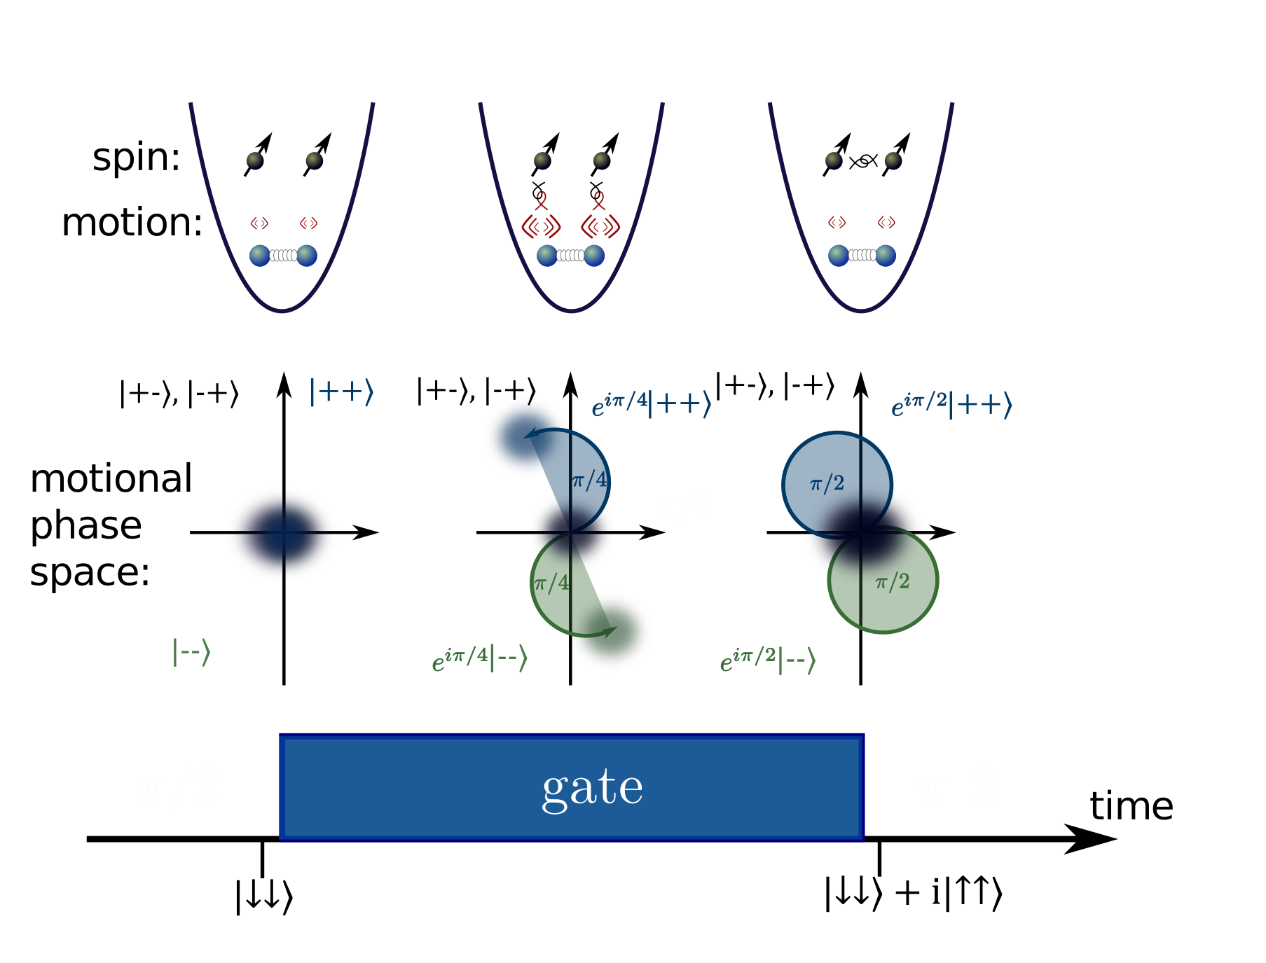 spin:
motion:
|+-⟩, |-+⟩ |++⟩
|+-⟩, |-+⟩ e^{iπ/4}|++⟩
|+-⟩, |-+⟩ e^{iπ/2}|++⟩
motional
phase
space:
π/4
π/4
π/2
π/2
|--⟩
e^{iπ/4}|--⟩
e^{iπ/2}|--⟩
gate
time
|↓↓⟩
|↓↓⟩ + i|↑↑⟩